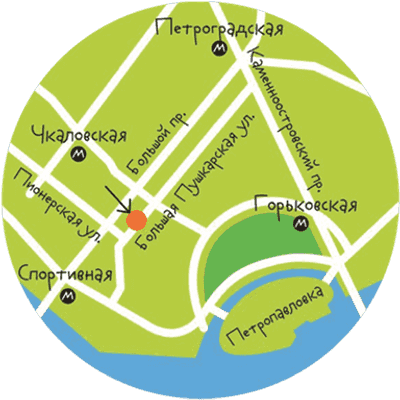 Петроградская
М
Каменноостровский пр.
Чкаловская
М
Большой пр.
Большая Пушкарская ул.
Пионерская ул.
Горьковская
М
Спортивная
М
Петропавловка